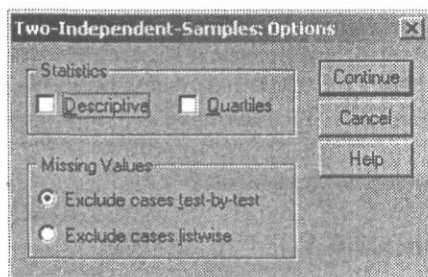 Two-Independent-Samples: Options
Statistics
Descriptive Quartiles
Continue
Cancel
Help
Missing Values
Exclude cases test-by-test
Exclude cases listwise